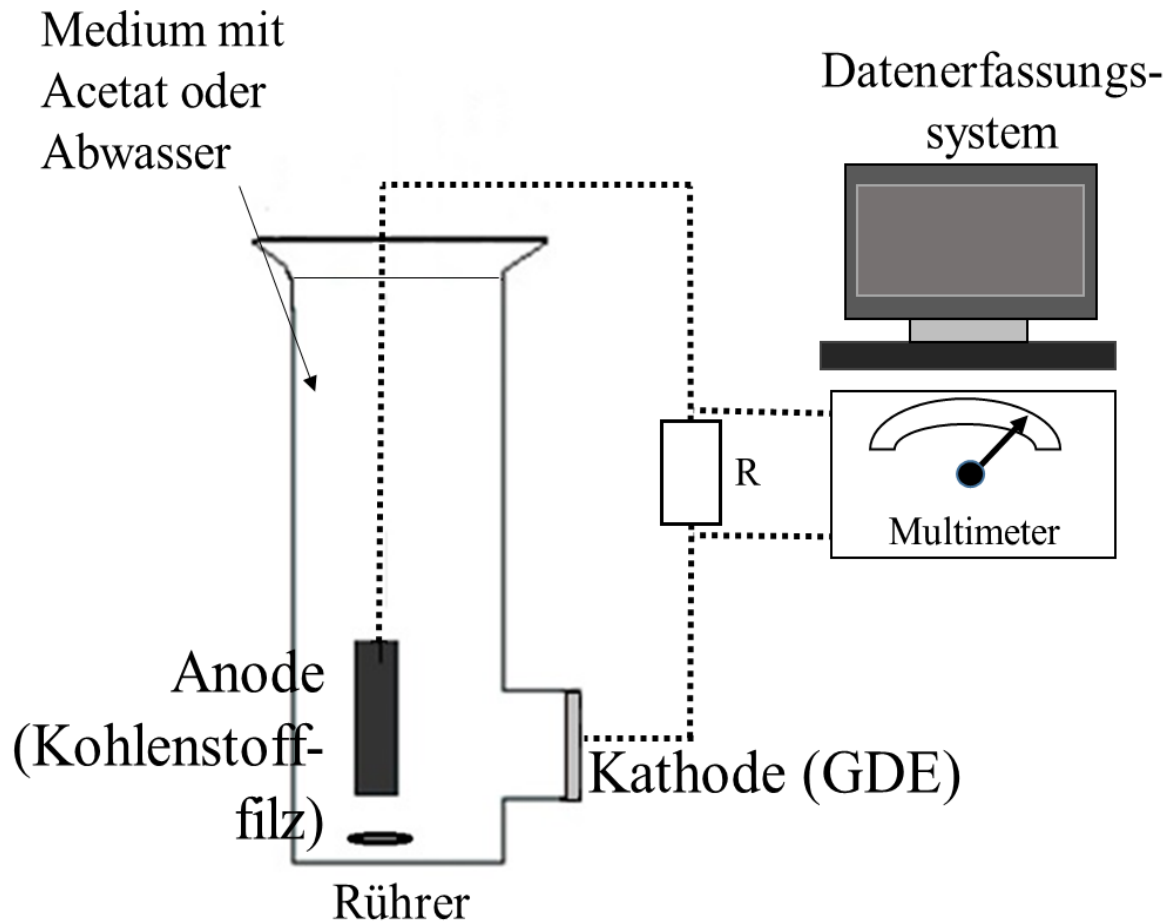 Medium mit
Acetat oder
Abwasser
Datenerfassungs-
system
R
Multimeter
Anode
(Kohlenstoff-
filz)
Kathode (GDE)
Rührer